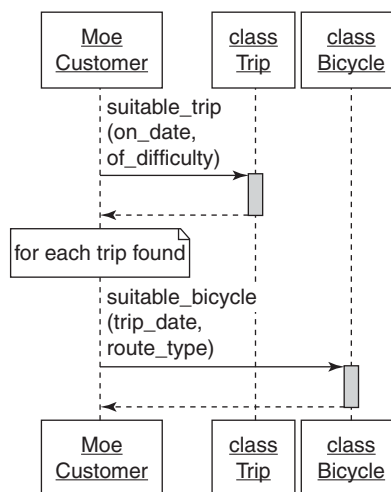 Moe
Customer
class
Trip
class
Bicycle
suitable_trip
(on_date,
of_difficulty)
for each trip found
suitable_bicycle
(trip_date,
route_type)
Moe
Customer
class
Trip
class
Bicycle